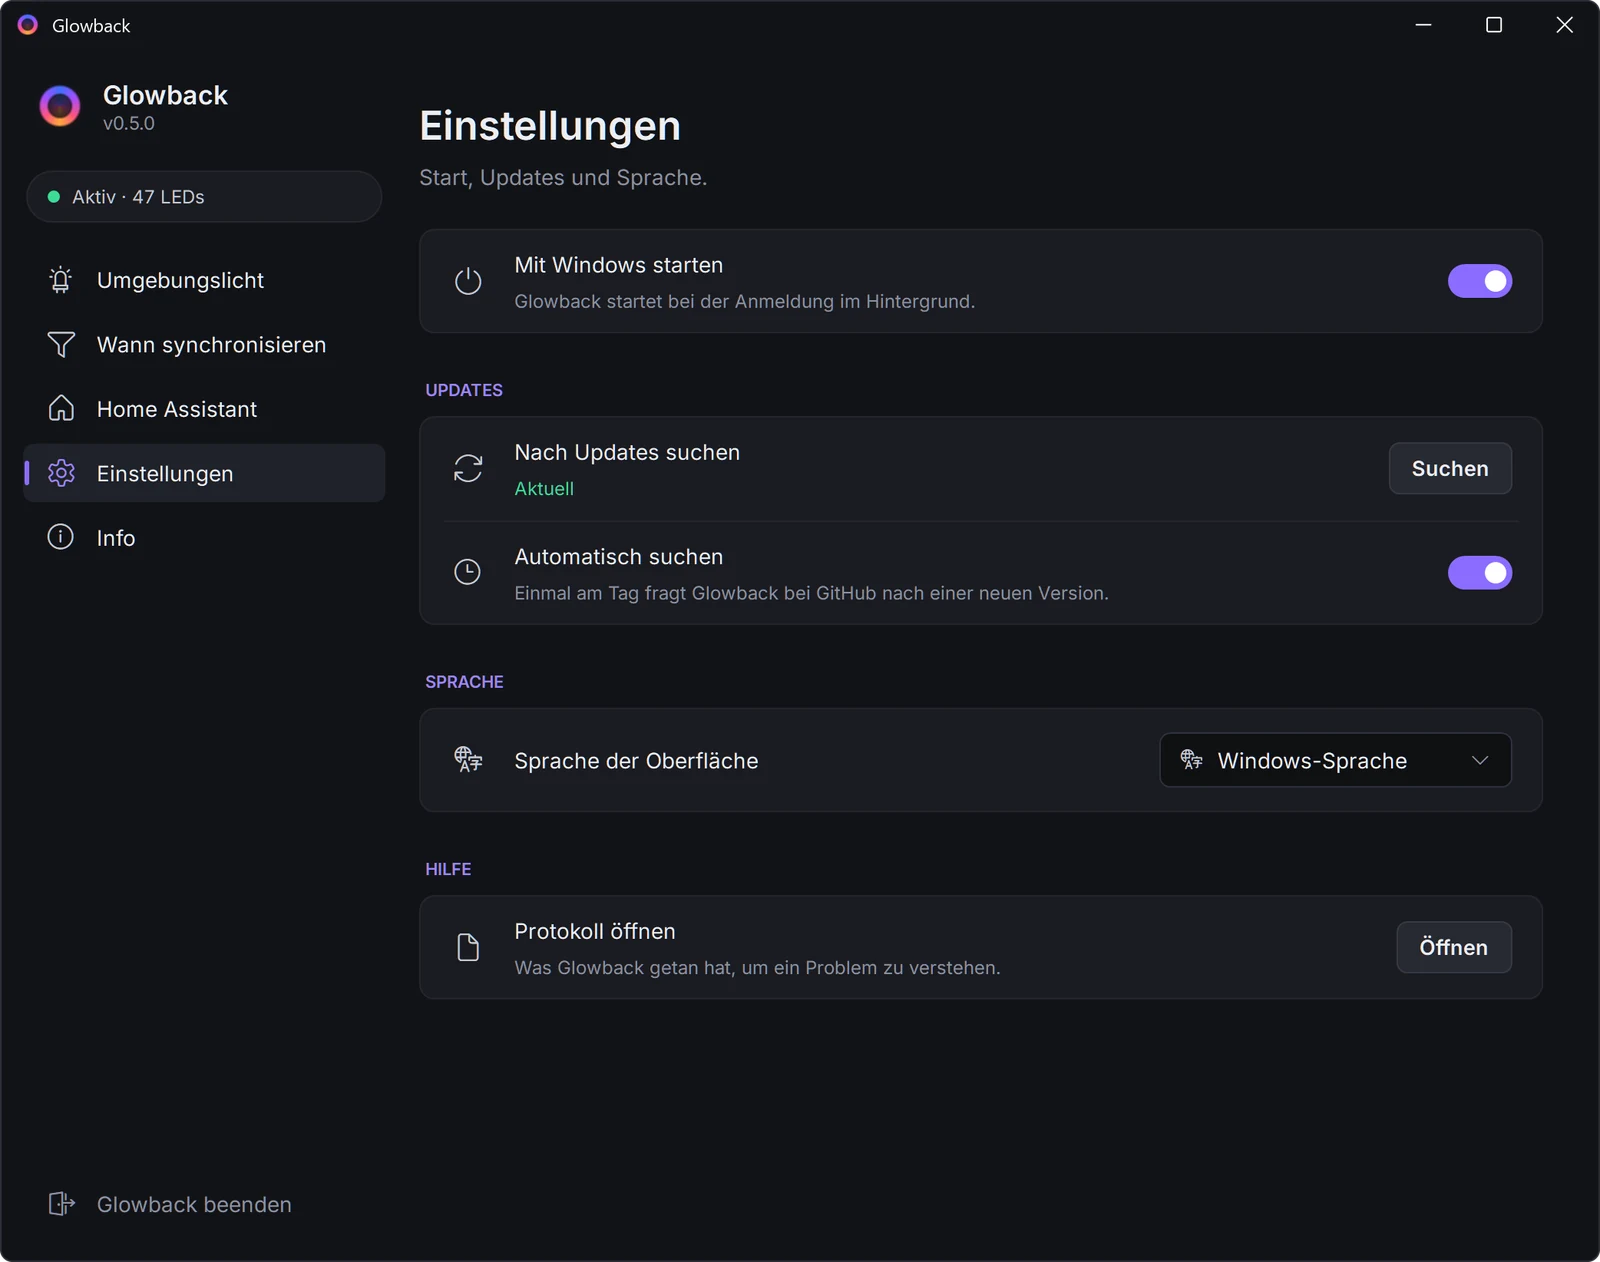 Glowback
Glowback
v0.5.0
Aktiv · 47 LEDs
Umgebungslicht
Wann synchronisieren
Home Assistant
Einstellungen
Info
Glowback beenden
Einstellungen
Start, Updates und Sprache.
Mit Windows starten
Glowback startet bei der Anmeldung im Hintergrund.
UPDATES
Nach Updates suchen
Aktuell
Suchen
Automatisch suchen
Einmal am Tag fragt Glowback bei GitHub nach einer neuen Version.
SPRACHE
Sprache der Oberfläche
Windows-Sprache
HILFE
Protokoll öffnen
Was Glowback getan hat, um ein Problem zu verstehen.
Öffnen